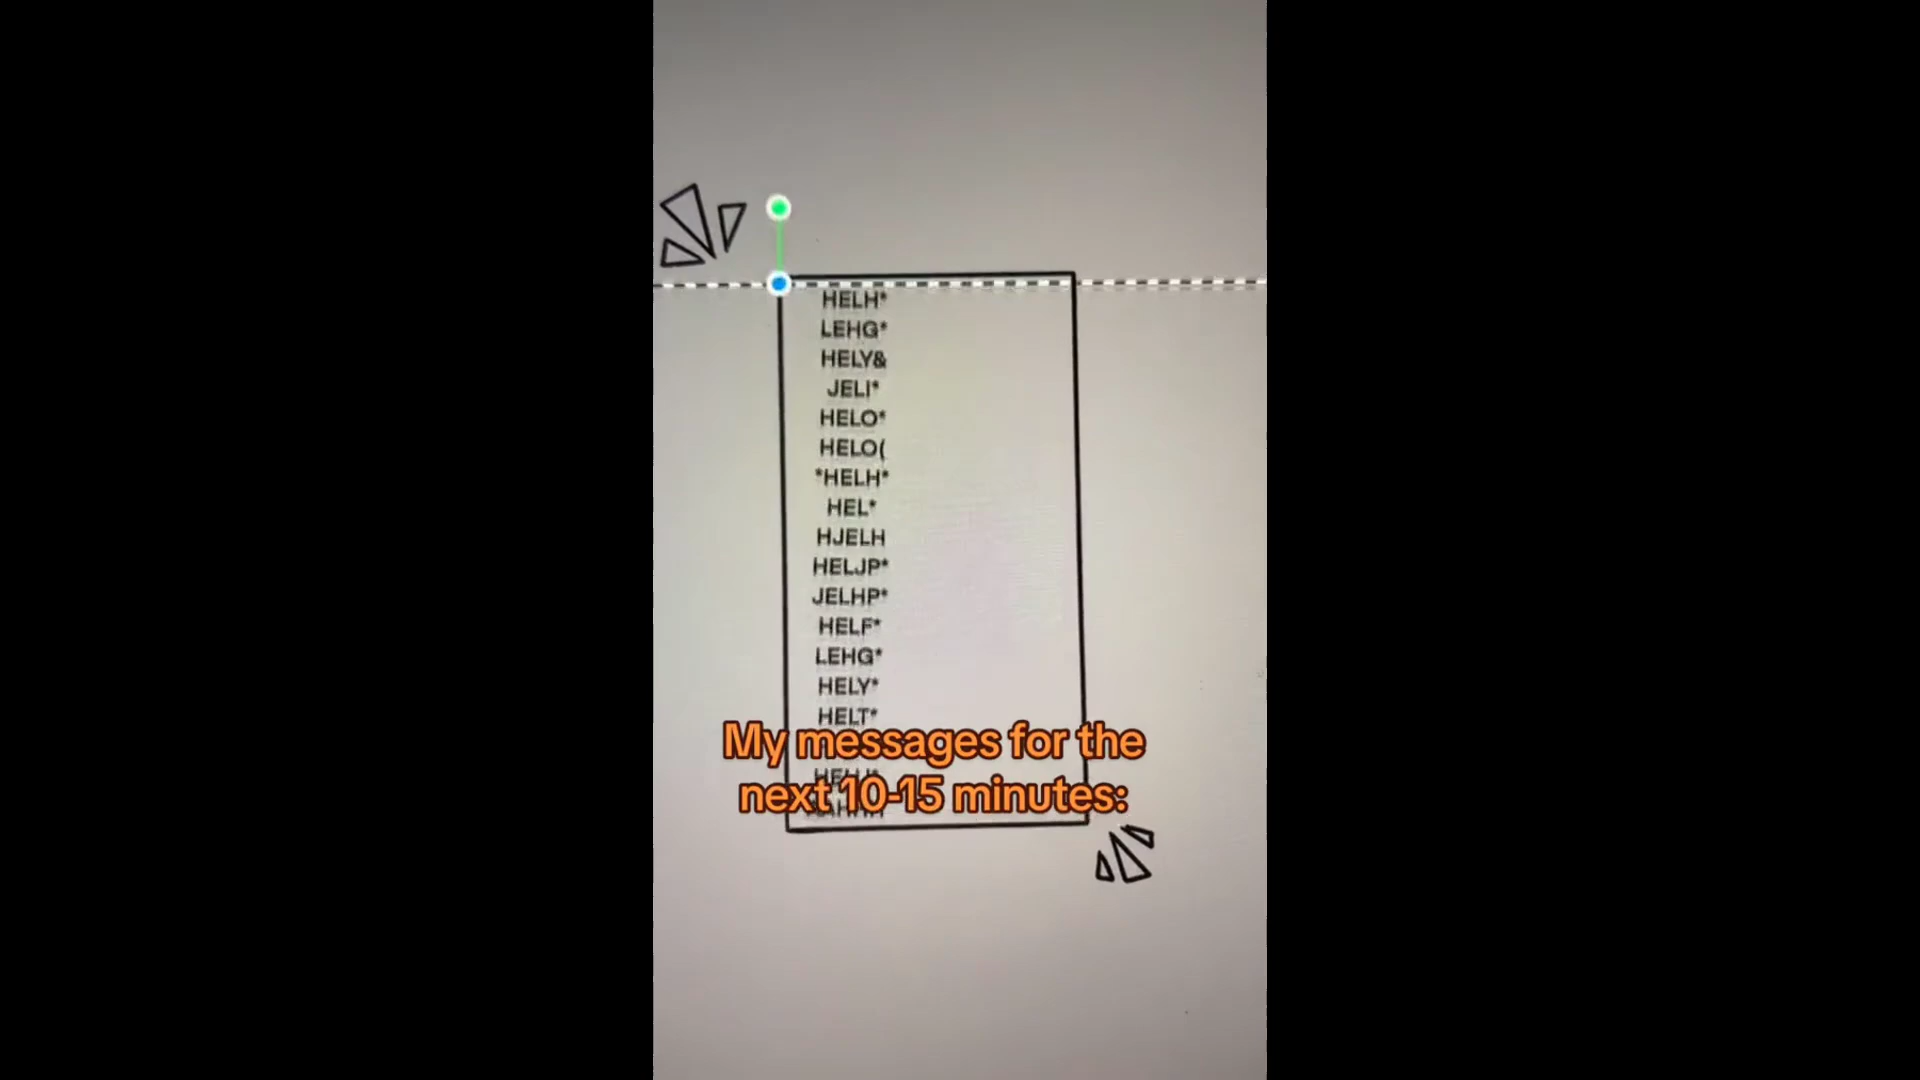 HELH*
LEHG*
HELY&
JELI*
HELO*
HELO(
*HELH*
HEL*
HJELH
HELJP*
JELHP*
HELF*
LEHG*
HELY*
HELT*
My messages for the
next 10-15 minutes: